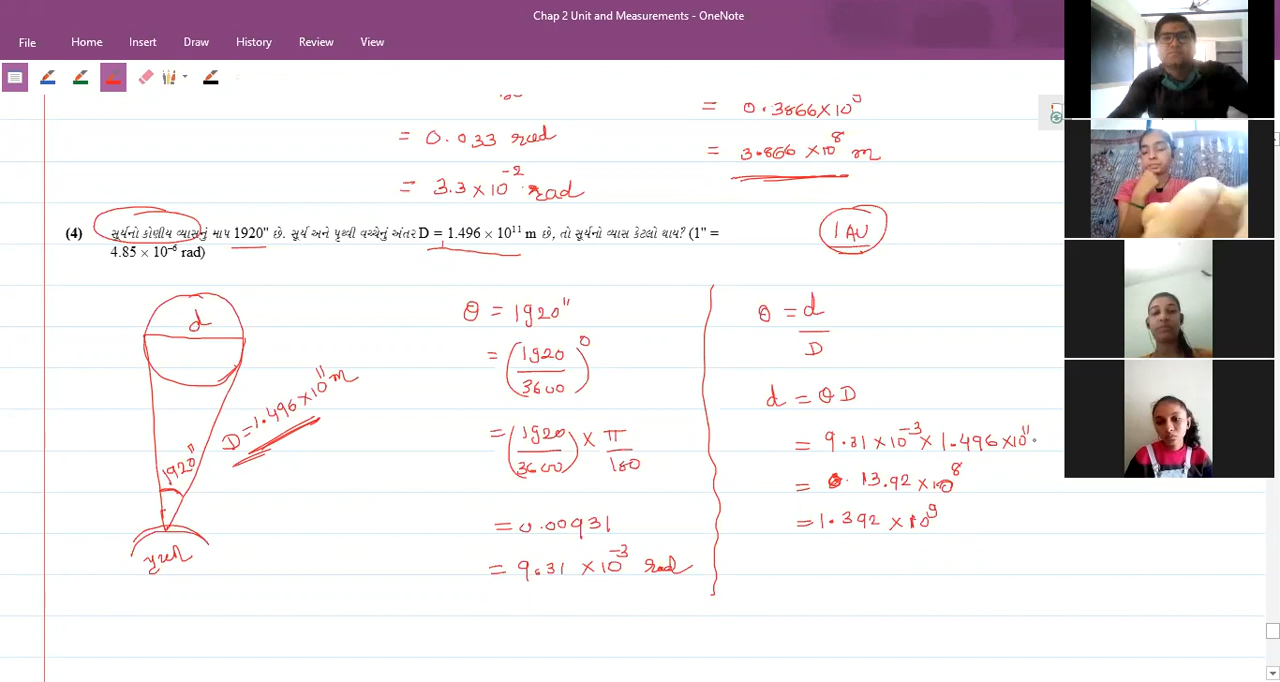 Chap 2 Unit and Measurements - OneNote
File Home Insert Draw History Review View
= 0.3866 × 10⁹
= 0.033 rad
= 3.866 × 10⁸ m
= 3.3 × 10⁻² rad
(4) સૂર્યનો કોણીય વ્યાસનું માપ 1920" છે. સૂર્ય અને પૃથ્વી વચ્ચેનું અંતર D = 1.496 × 10¹¹ m છે, તો સૂર્યનો વ્યાસ કેટલો થાય? (1" =
4.85 × 10⁻⁶ rad)
1 AU
d
D = 1.496 × 10¹¹ m
1920"
પૃથ્વી
θ = 1920"
= (1920/3600)⁰
= (1920/3600) × π/180
= 0.00931
= 9.31 × 10⁻³ rad
θ = d/D
d = θD
= 9.31 × 10⁻³ × 1.496 × 10¹¹
= 13.92 × 10⁸
= 1.392 × 10⁹